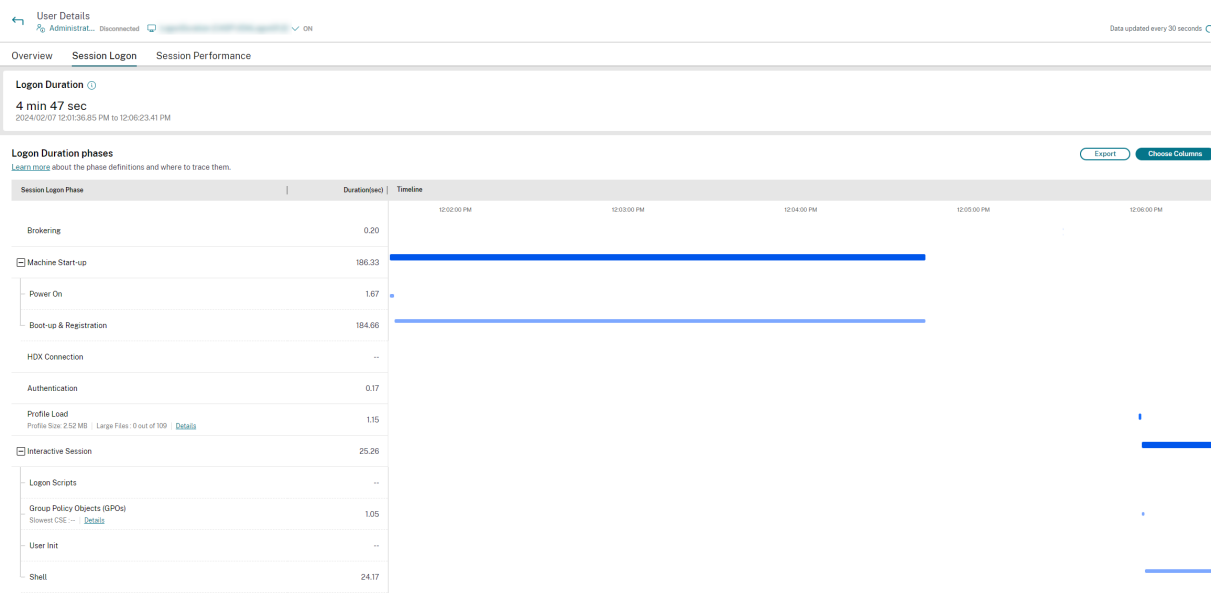 User Details
Administrat... Disconnected ON
Data updated every 30 seconds
Overview Session Logon Session Performance
Logon Duration
4 min 47 sec
2024/02/07 12:01:36.85 PM to 12:06:23.41 PM
Logon Duration phases
Export Choose Columns
Learn more about the phase definitions and where to trace them.
Session Logon Phase Duration(sec) Timeline
12:02:00 PM 12:03:00 PM 12:04:00 PM 12:05:00 PM 12:06:00 PM
Brokering 0.20
Machine Start-up 186.33
Power On 1.67
Boot-up & Registration 184.66
HDX Connection --
Authentication 0.17
Profile Load
1.15
Profile Size: 2.52 MB | Large Files : 0 out of 109 | Details
Interactive Session 25.26
Logon Scripts --
Group Policy Objects (GPOs)
1.05
Slowest CSE :-- | Details
User Init --
Shell 24.17